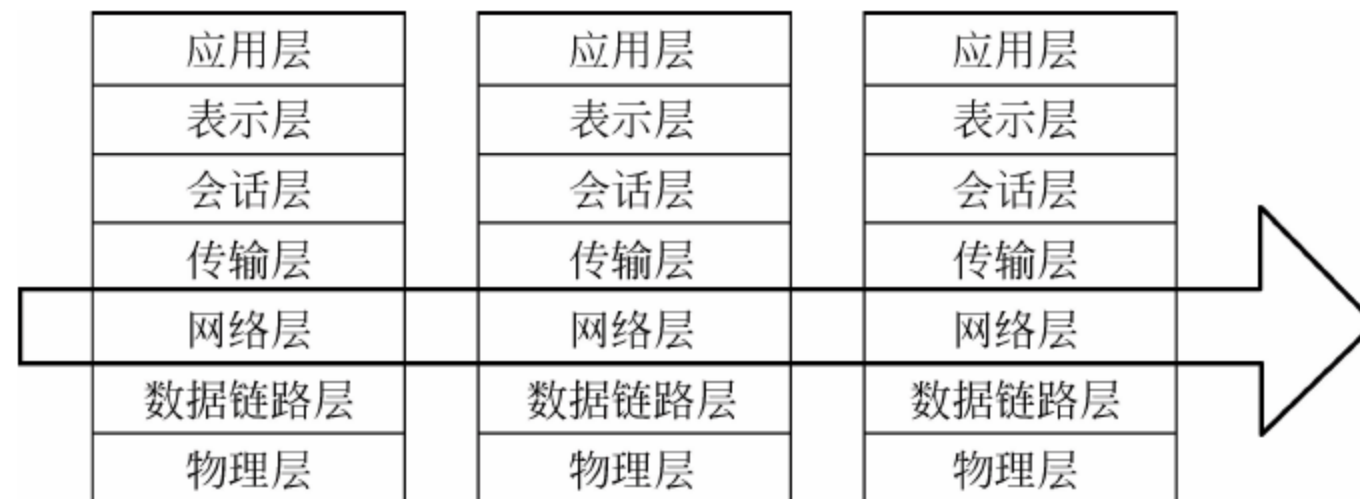 应用层 应用层 应用层
表示层 表示层 表示层
会话层 会话层 会话层
传输层 传输层 传输层
网络层 网络层 网络层
数据链路层 数据链路层 数据链路层
物理层 物理层 物理层